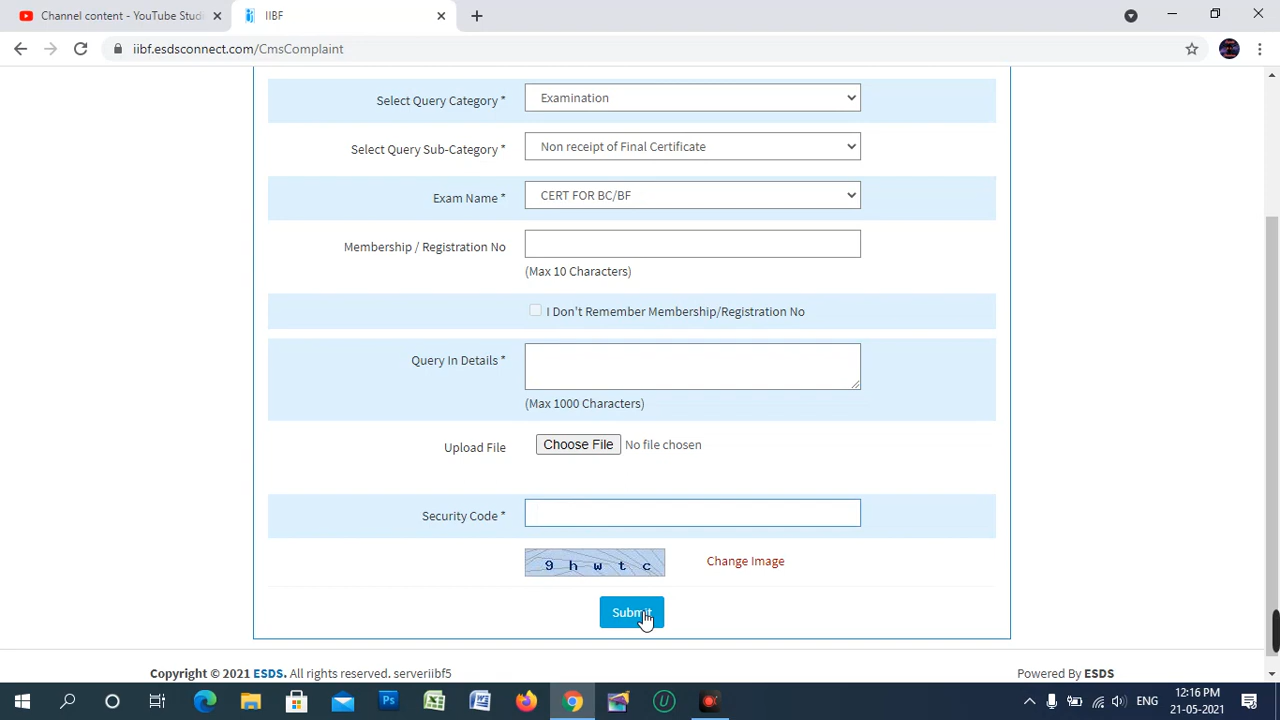 Channel content - YouTube Studi
IIBF
iibf.esdsconnect.com/CmsComplaint
Select Query Category *
Examination
Select Query Sub-Category *
Non receipt of Final Certificate
Exam Name *
CERT FOR BC/BF
Membership / Registration No
(Max 10 Characters)
I Don't Remember Membership/Registration No
Query In Details *
(Max 1000 Characters)
Upload File
Choose File No file chosen
Security Code *
9 h w t c
Change Image
Submit
Copyright © 2021 ESDS. All rights reserved. serveriibf5
Powered By ESDS
ENG
12:16 PM
21-05-2021